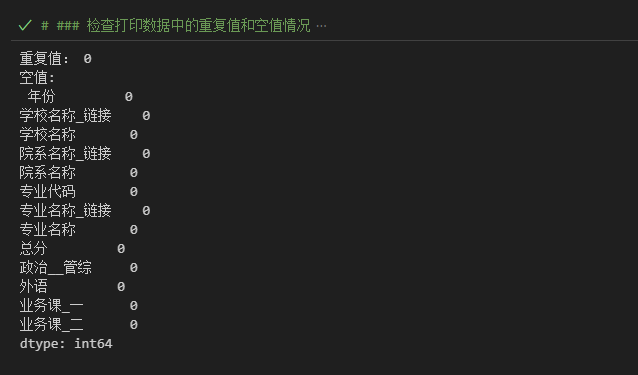 # ### 检查打印数据中的重复值和空值情况 …
重复值： 0
空值:
年份 0
学校名称_链接 0
学校名称 0
院系名称_链接 0
院系名称 0
专业代码 0
专业名称_链接 0
专业名称 0
总分 0
政治__管综 0
外语 0
业务课_一 0
业务课_二 0
dtype: int64